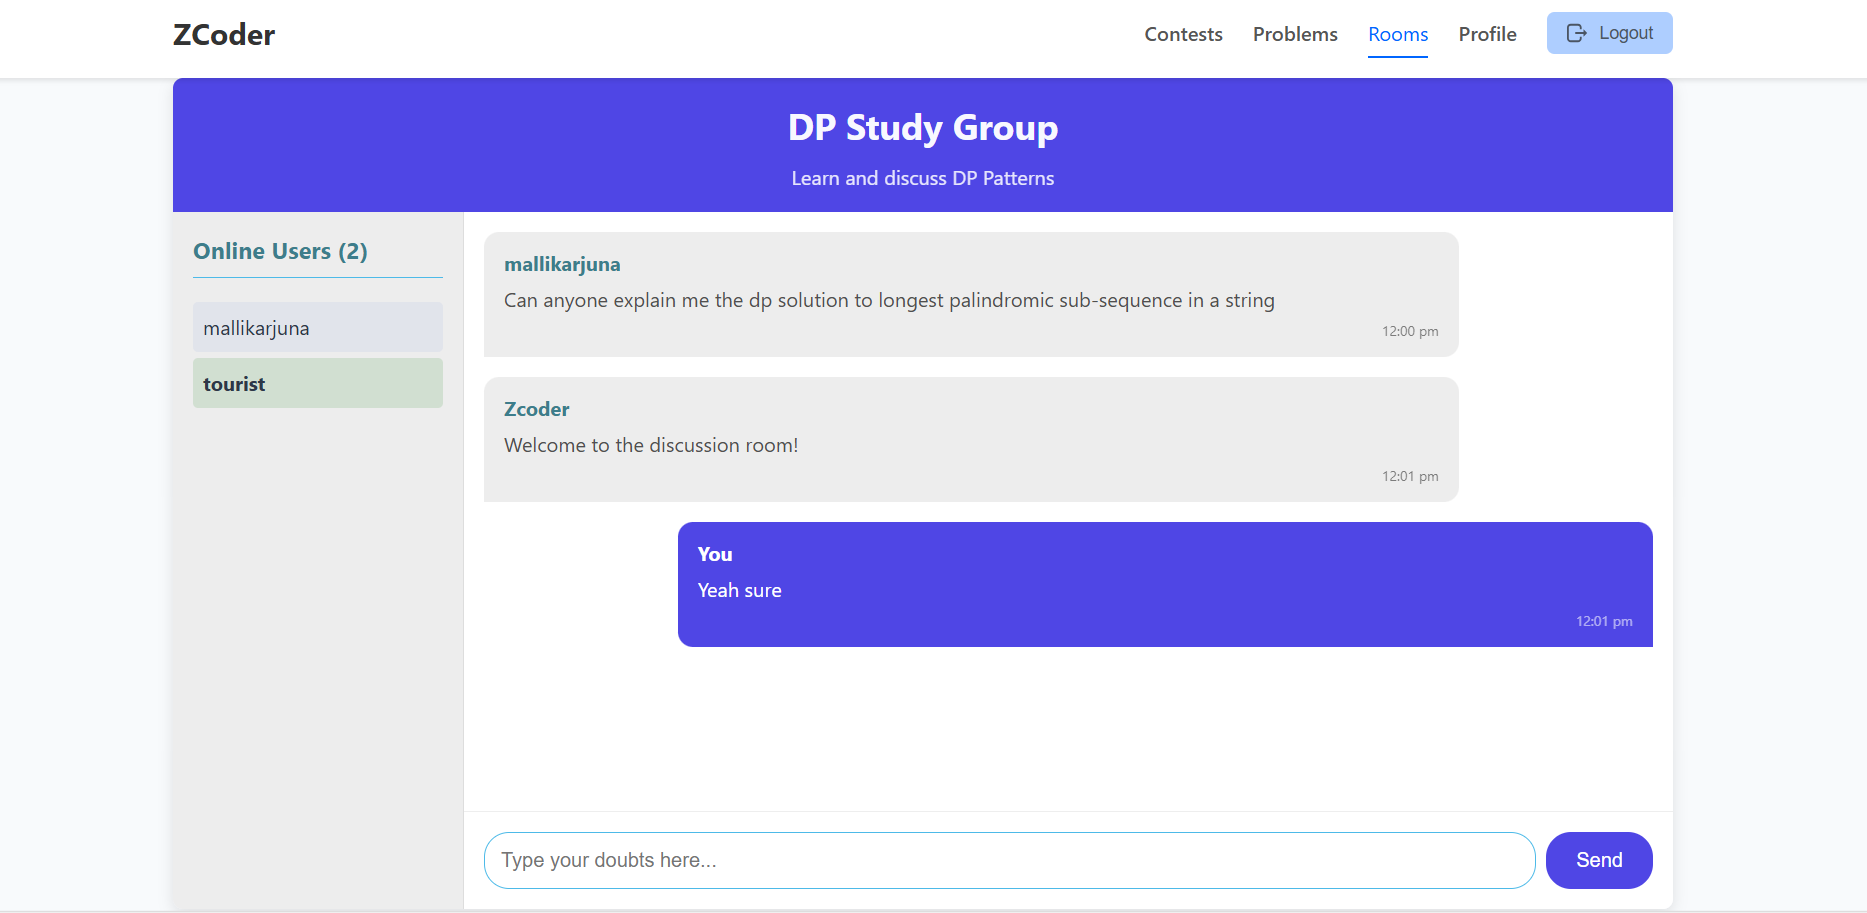 ZCoder
Contests
Problems
Rooms
Profile
Logout
DP Study Group
Learn and discuss DP Patterns
Online Users (2)
mallikarjuna
tourist
mallikarjuna
Can anyone explain me the dp solution to longest palindromic sub-sequence in a string
12:00 pm
Zcoder
Welcome to the discussion room!
12:01 pm
You
Yeah sure
12:01 pm
Type your doubts here...
Send